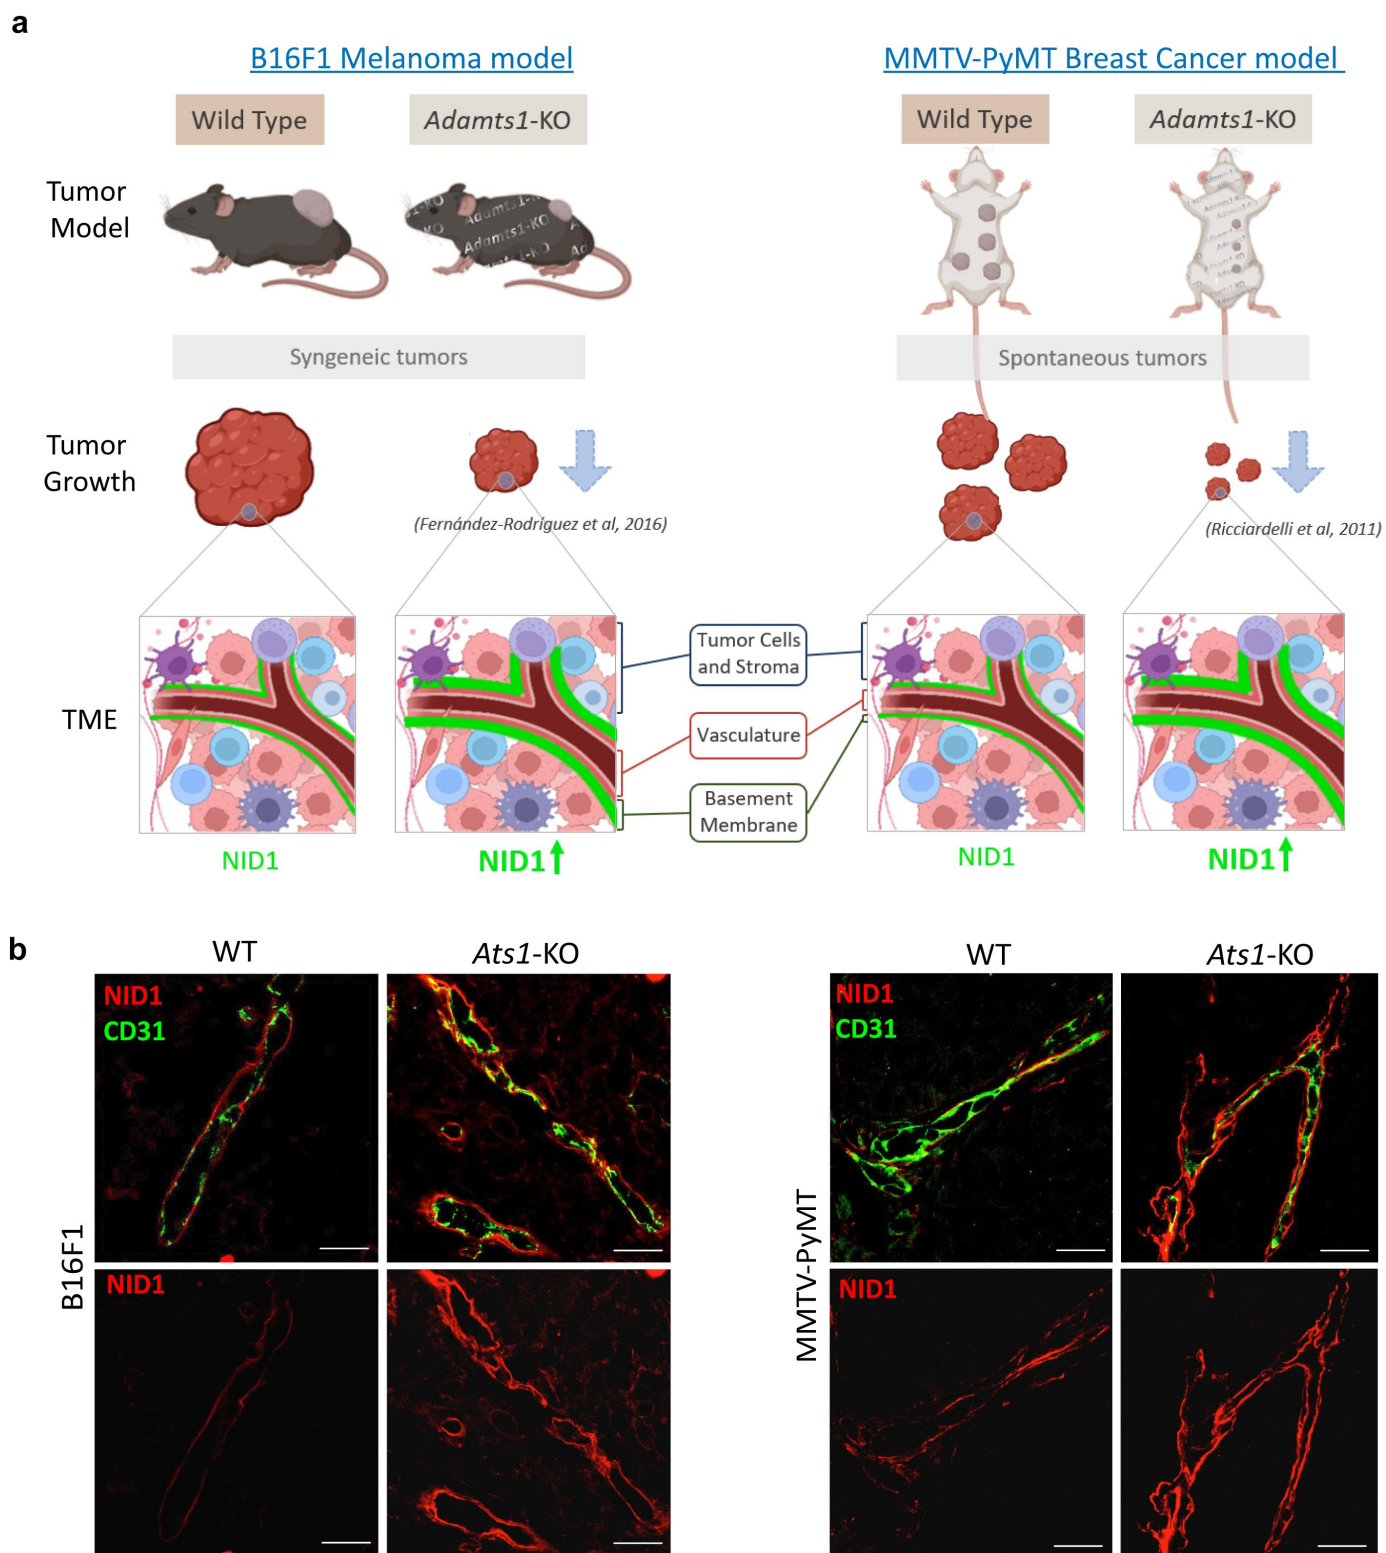 a
B16F1 Melanoma model
MMTV-PyMT Breast Cancer model
Wild Type
Adamts1-KO
Wild Type
Adamts1-KO
Tumor
Model
Adamts1-KO
Syngeneic tumors
Spontaneous tumors
Tumor
Growth
(Fernández-Rodríguez et al, 2016)
(Ricciardelli et al, 2011)
TME
Tumor Cells
and Stroma
Vasculature
Basement
Membrane
NID1
NID1
NID1
NID1
b
WT
Ats1-KO
WT
Ats1-KO
B16F1
NID1
CD31
NID1
MMTV-PyMT
NID1
CD31
NID1